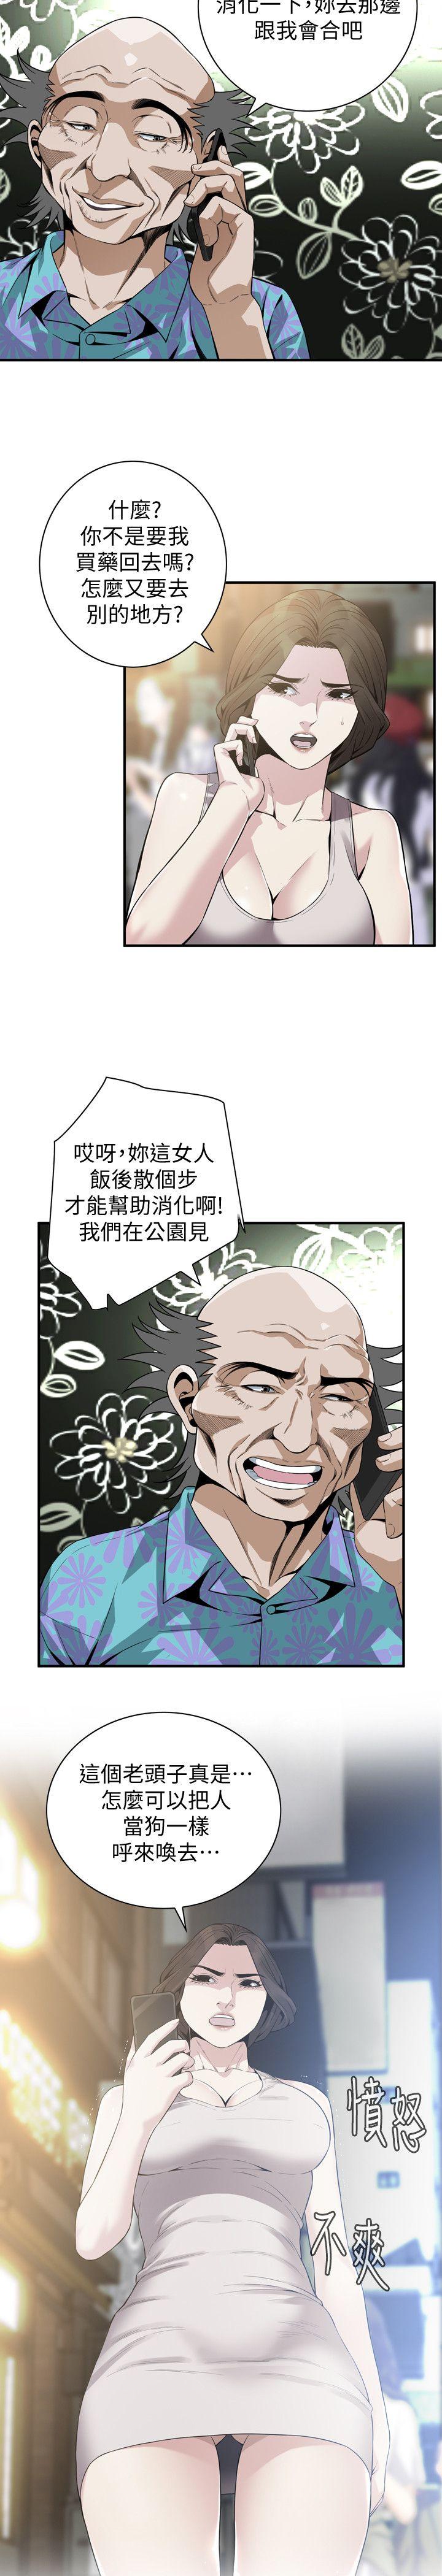 消化一下，妳去那邊
跟我會合吧
什麼?
你不是要我
買藥回去嗎?
怎麼又要去
別的地方?
哎呀，妳這女人
飯後散個步
才能幫助消化啊!
我們在公園見
這個老頭子真是⋯
怎麼可以把人
當狗一樣
呼來喚去⋯
憤怒
不爽